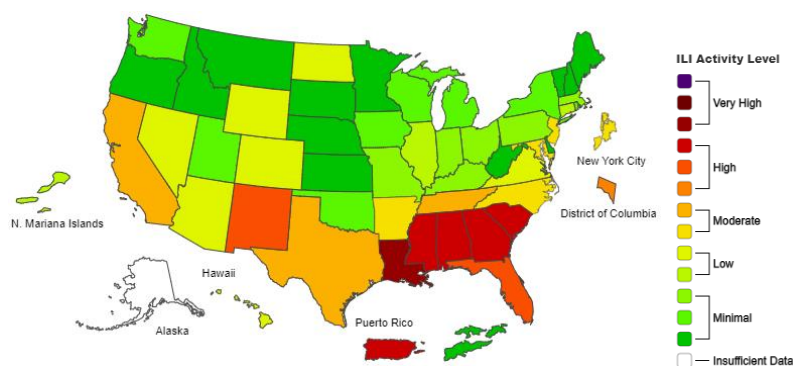 ILI Activity Level
Very High
High
Moderate
Low
Minimal
Insufficient Data
New York City
District of Columbia
N. Mariana Islands
Hawaii
Alaska
Puerto Rico